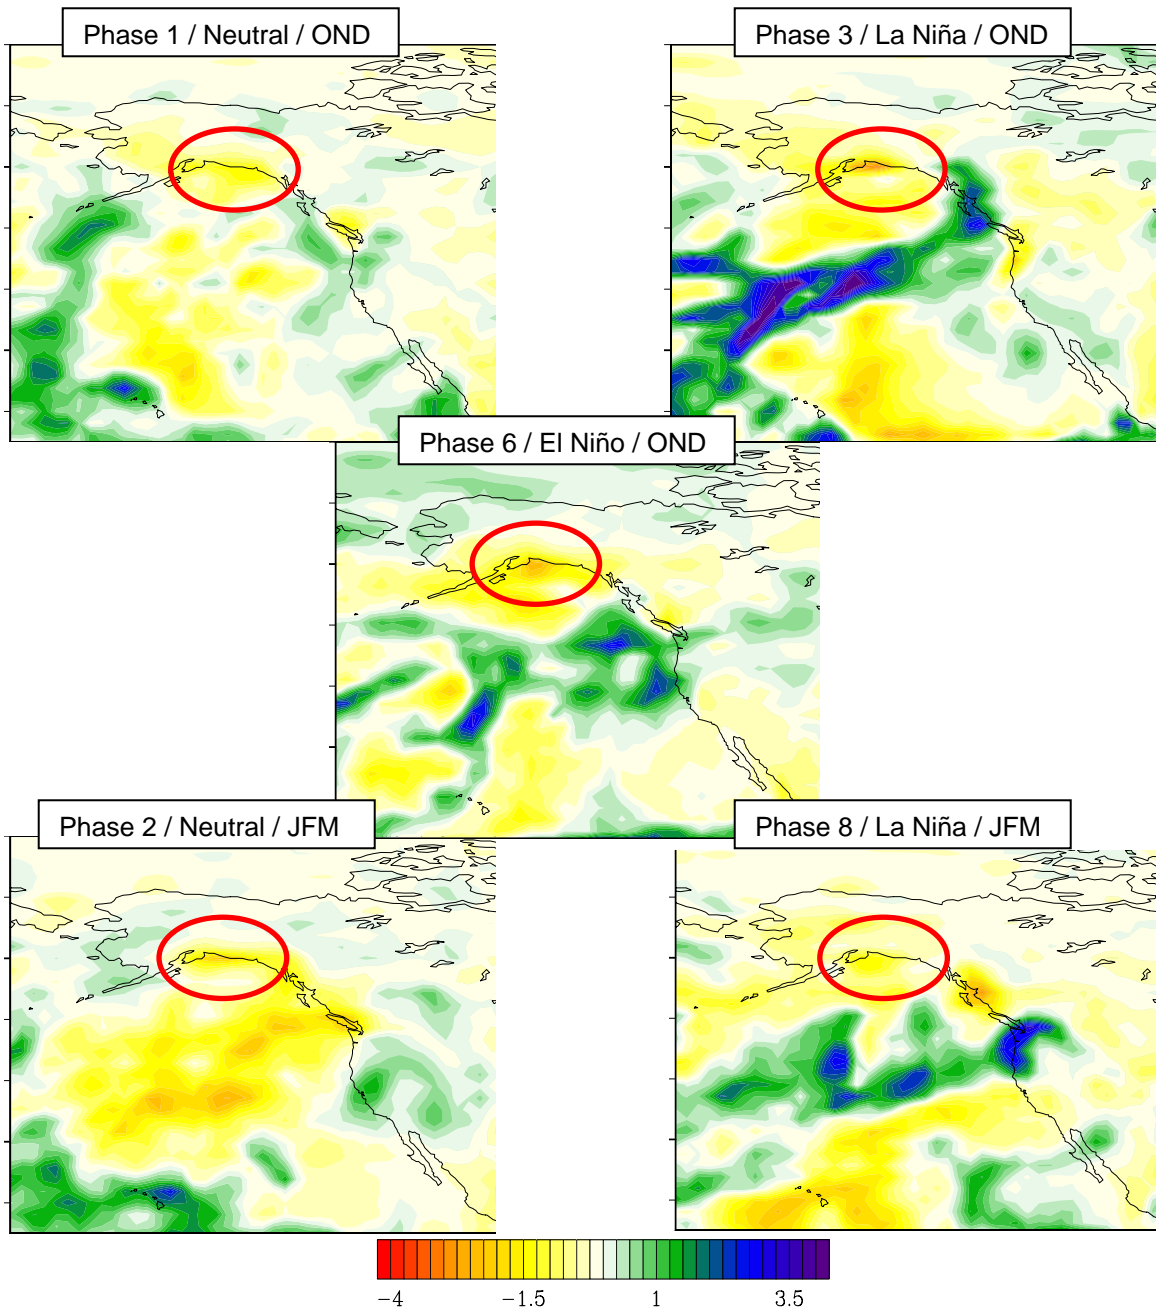 Phase 1 / Neutral / OND
Phase 3 / La Niña / OND
Phase 6 / El Niño / OND
Phase 2 / Neutral / JFM
Phase 8 / La Niña / JFM
−4 −1.5 1 3.5